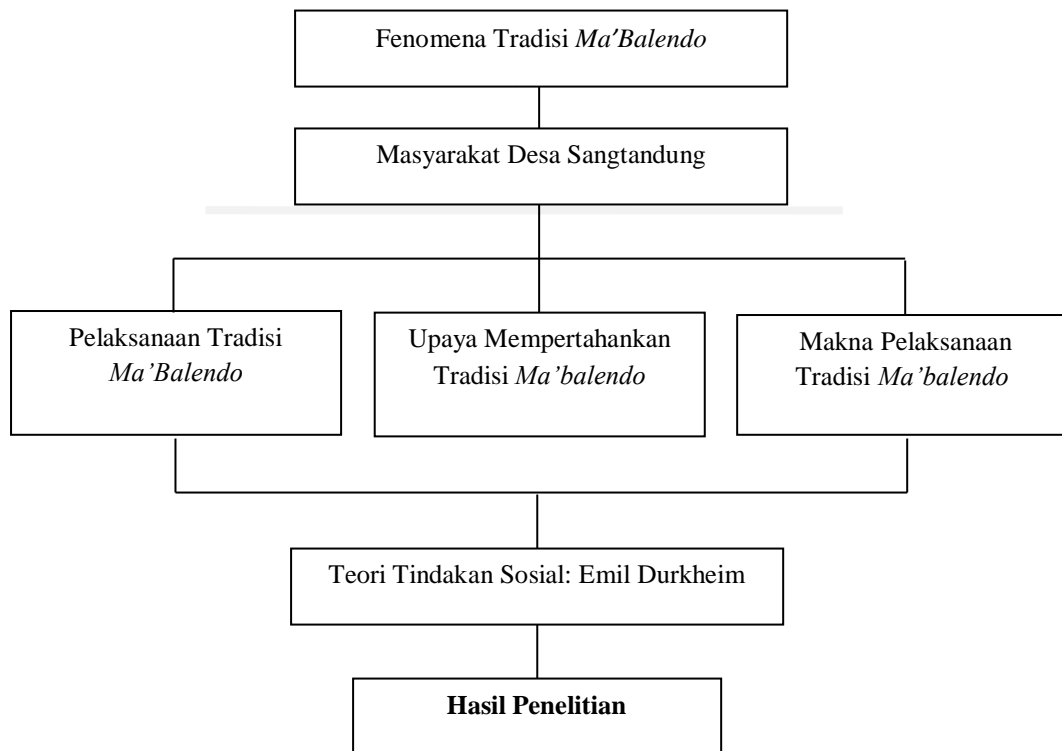 Fenomena Tradisi Ma’Balendo
Masyarakat Desa Sangtandung
Pelaksanaan Tradisi
Ma’Balendo
Upaya Mempertahankan
Tradisi Ma’balendo
Makna Pelaksanaan
Tradisi Ma’balendo
Teori Tindakan Sosial: Emil Durkheim
Hasil Penelitian